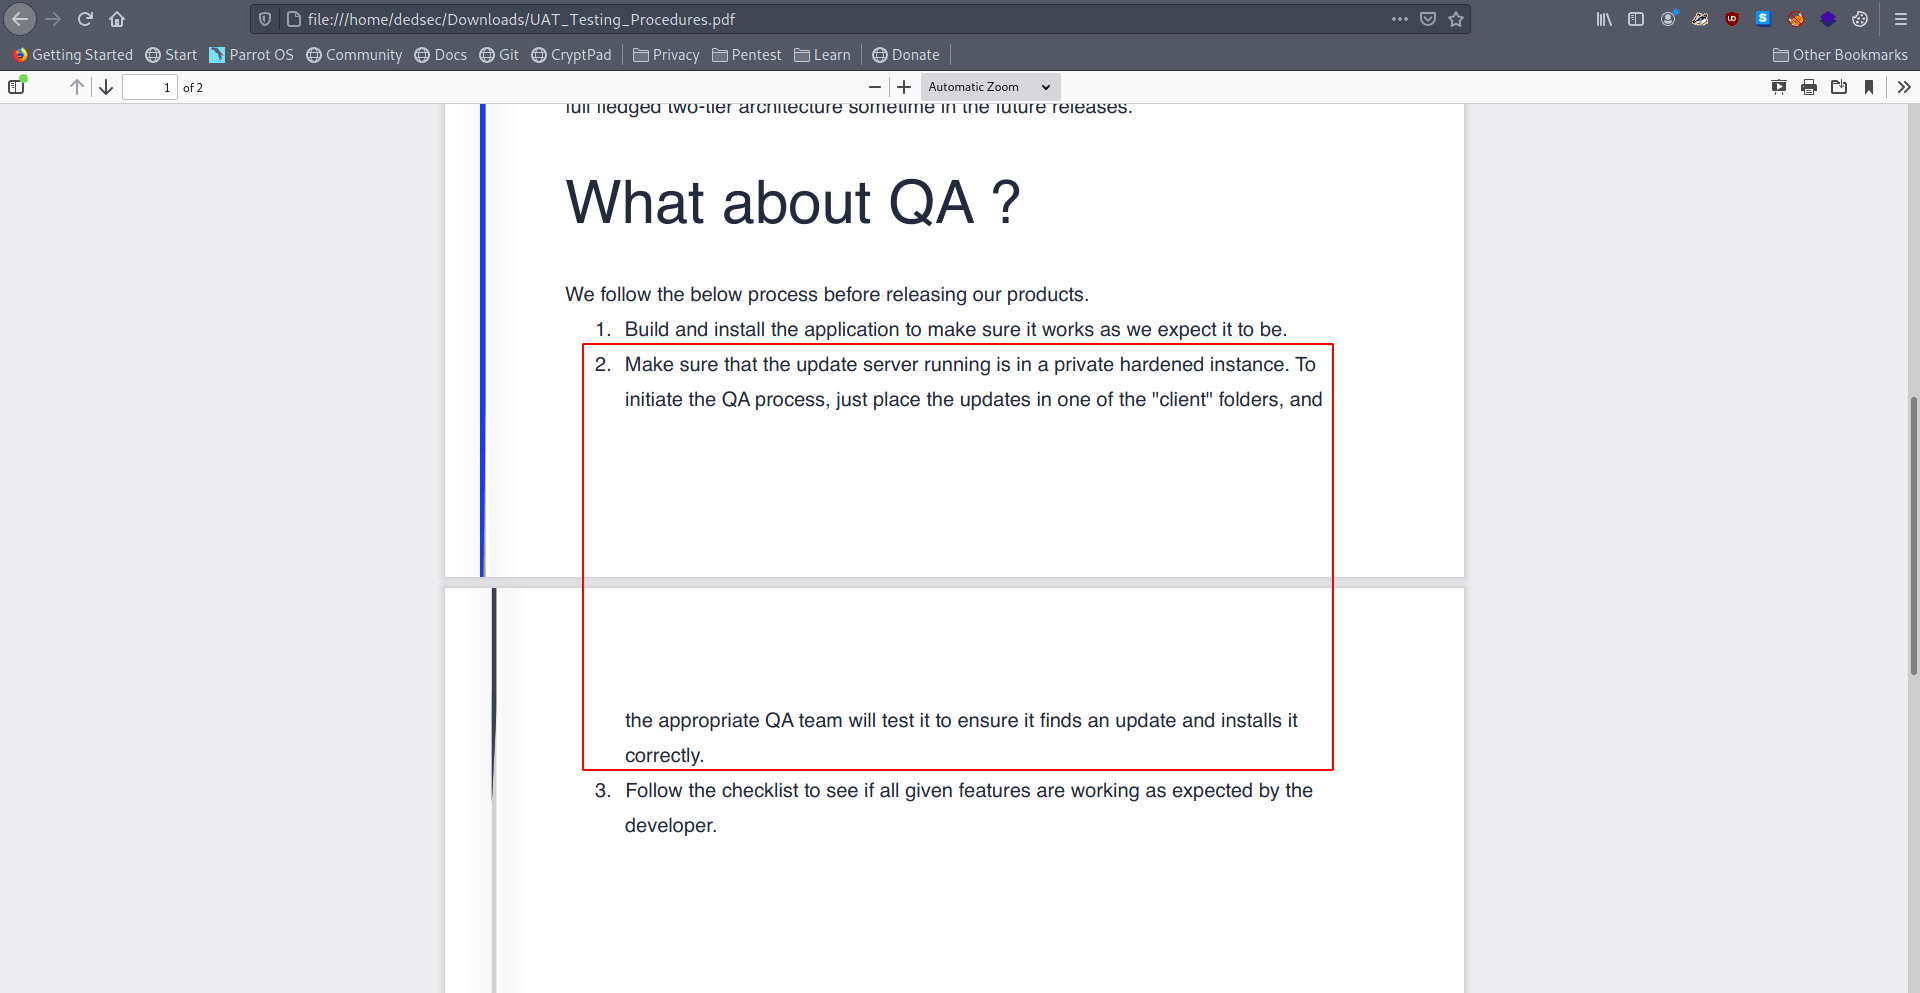 file:///home/dedsec/Downloads/UAT_Testing_Procedures.pdf
Getting Started Start Parrot OS Community Docs Git CryptPad Privacy Pentest Learn Donate Other Bookmarks
1 of 2 Automatic Zoom
full fledged two-tier architecture sometime in the future releases.
What about QA ?
We follow the below process before releasing our products.
1. Build and install the application to make sure it works as we expect it to be.
2. Make sure that the update server running is in a private hardened instance. To
initiate the QA process, just place the updates in one of the "client" folders, and
the appropriate QA team will test it to ensure it finds an update and installs it
correctly.
3. Follow the checklist to see if all given features are working as expected by the
developer.